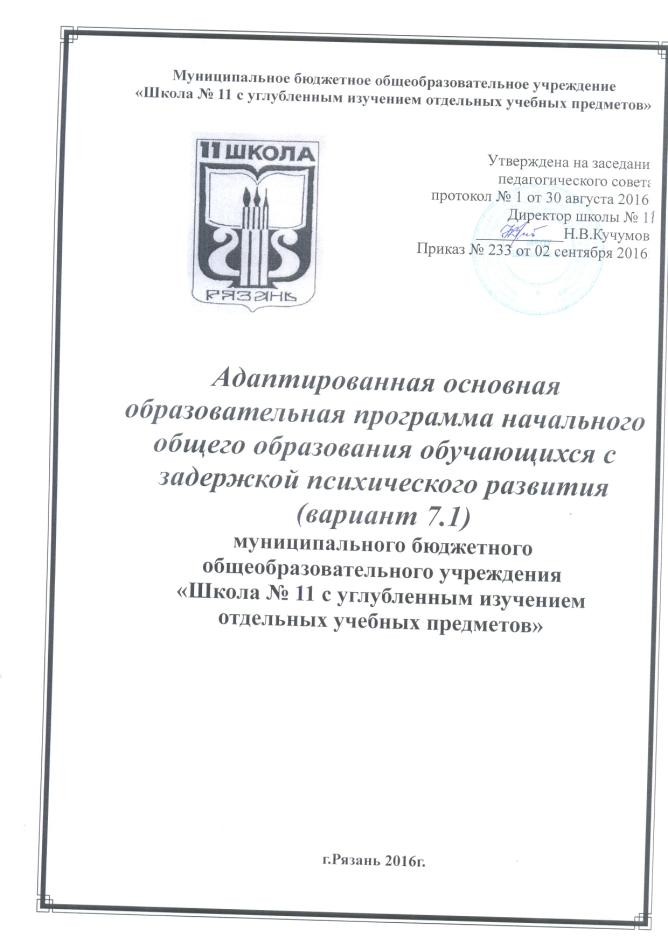 Муниципальное бюджетное общеобразовательное учреждение
«Школа № 11 с углубленным изучением отдельных учебных предметов»
11 ШКОЛА
РЯЗАНЬ
Утверждена на заседани
педагогического совета
протокол № 1 от 30 августа 2016
Директор школы № 11
Н.В.Кучумов
Приказ № 233 от 02 сентября 2016
Адаптированная основная
образовательная программа начального
общего образования обучающихся с
задержкой психического развития
(вариант 7.1)
муниципального бюджетного
общеобразовательного учреждения
«Школа № 11 с углубленным изучением
отдельных учебных предметов»
г.Рязань 2016г.